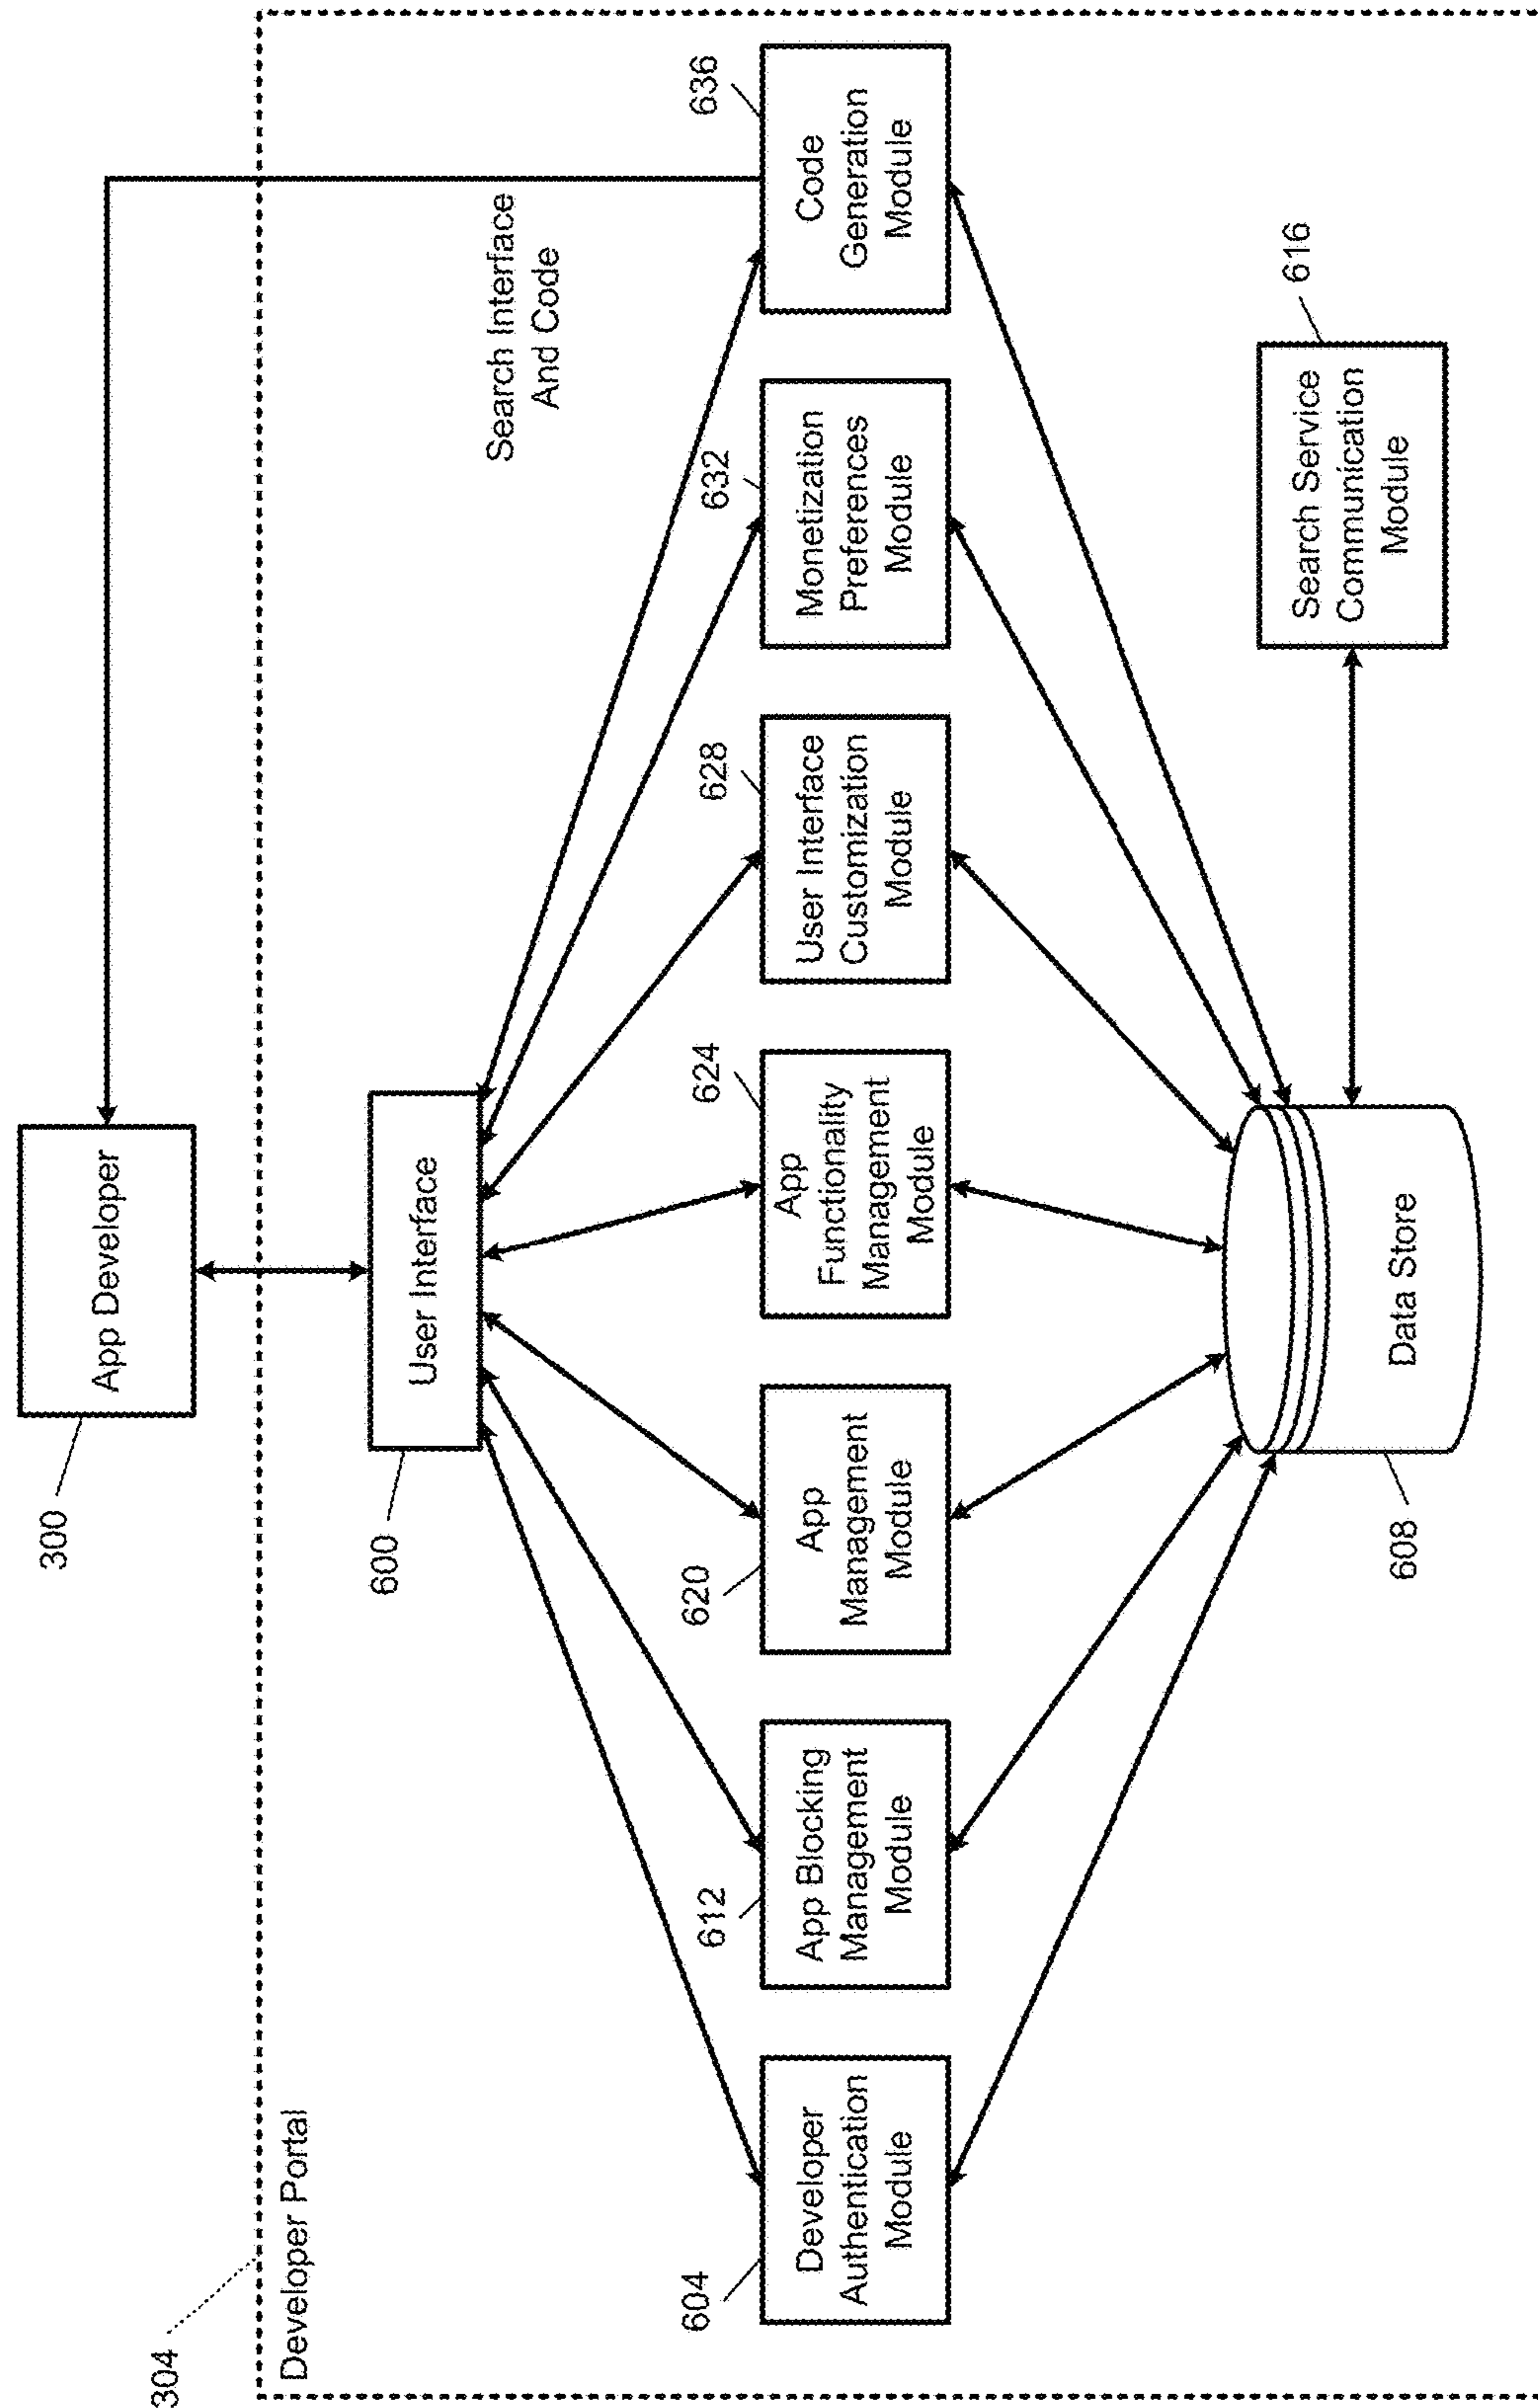 300
App Developer
304
Developer Portal
600
User Interface
Search Interface
And Code
604
Developer
Authentication
Module
612
App Blocking
Management
Module
620
App
Management
Module
624
App
Functionality
Management
Module
628
User Interface
Customization
Module
632
Monetization
Preferences
Module
636
Code
Generation
Module
608
Data Store
616
Search Service
Communication
Module